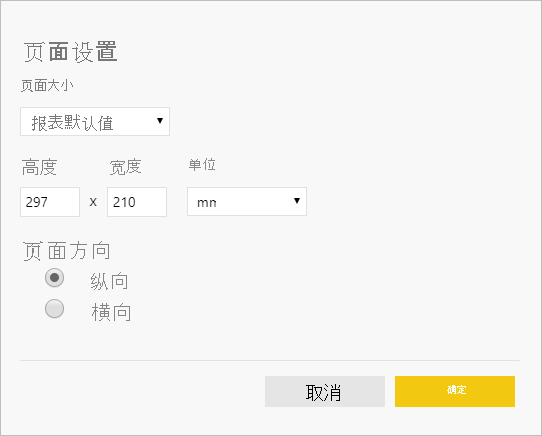 页面设置
页面大小
报表默认值
高度 宽度 单位
297 x 210 mm
页面方向
纵向
横向
取消 确定